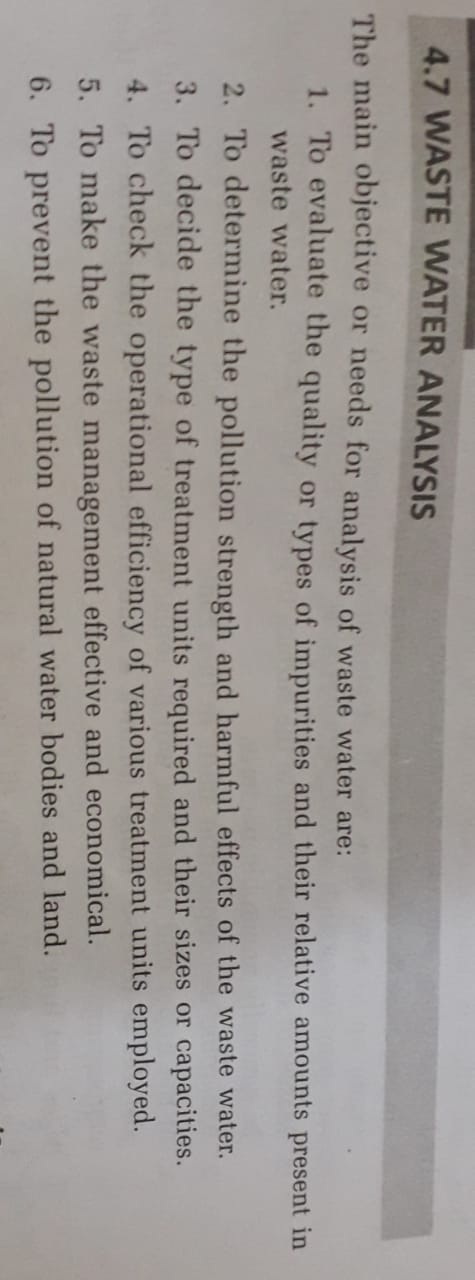 4.7 WASTE WATER ANALYSIS
The main objective or needs for analysis of waste water are:
1. To evaluate the quality or types of impurities and their relative amounts present in
waste water.
2. To determine the pollution strength and harmful effects of the waste water.
3. To decide the type of treatment units required and their sizes or capacities.
4. To check the operational efficiency of various treatment units employed.
5. To make the waste management effective and economical.
6. To prevent the pollution of natural water bodies and land.